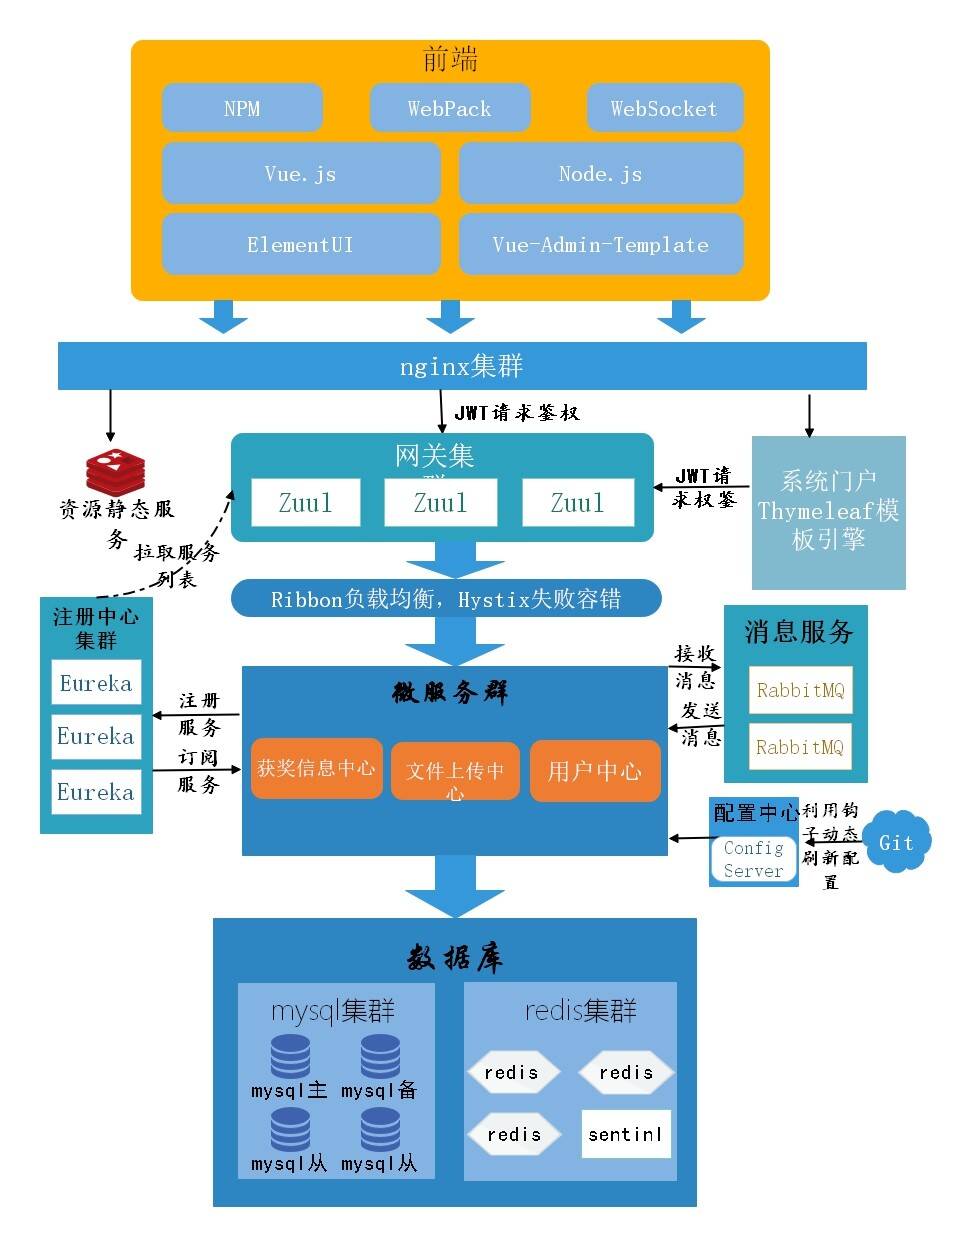 前端
NPM
WebPack
WebSocket
Vue.js
Node.js
ElementUI
Vue-Admin-Template
nginx集群
JWT请求鉴权
网关集
群
Zuul
Zuul
Zuul
JWT请
求权鉴
系统门户
Thymeleaf模
板引擎
资源静态服
务
拉取服务
列表
Ribbon负载均衡，Hystix失败容错
注册中心
集群
Eureka
Eureka
Eureka
注册
服务
订阅
服务
微服务群
获奖信息中心
文件上传中
心
用户中心
接收
消息
发送
消息
消息服务
RabbitMQ
RabbitMQ
配置中心
Config
Server
利用钩
子动态
刷新配
置
Git
数据库
mysql集群
mysql主
mysql备
mysql从
mysql从
redis集群
redis
redis
redis
sentinl